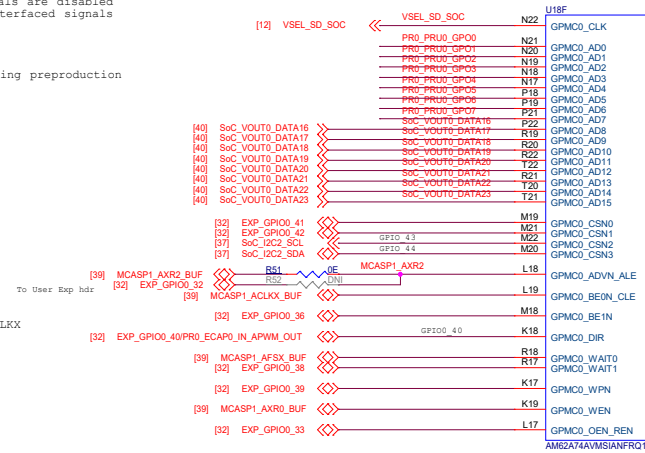 als are disabled
terfaced signals
ing preproduction
To User Exp hdr
LKX
U18F
[12] VSEL_SD_SOC VSEL_SD_SOC N22 GPMC0_CLK
PR0_PRU0_GPO0 N21 GPMC0_AD0
PR0_PRU0_GPO1 N20 GPMC0_AD1
PR0_PRU0_GPO2 N19 GPMC0_AD2
PR0_PRU0_GPO3 N18 GPMC0_AD3
PR0_PRU0_GPO4 N17 GPMC0_AD4
PR0_PRU0_GPO5 P18 GPMC0_AD5
PR0_PRU0_GPO6 P19 GPMC0_AD6
PR0_PRU0_GPO7 P21 GPMC0_AD7
[40] SoC_VOUT0_DATA16 SoC_VOUT0_DATA16 P22 GPMC0_AD8
[40] SoC_VOUT0_DATA17 SoC_VOUT0_DATA17 R19 GPMC0_AD9
[40] SoC_VOUT0_DATA18 SoC_VOUT0_DATA18 R20 GPMC0_AD10
[40] SoC_VOUT0_DATA19 SoC_VOUT0_DATA19 R22 GPMC0_AD11
[40] SoC_VOUT0_DATA20 SoC_VOUT0_DATA20 T22 GPMC0_AD12
[40] SoC_VOUT0_DATA21 SoC_VOUT0_DATA21 R21 GPMC0_AD13
[40] SoC_VOUT0_DATA22 SoC_VOUT0_DATA22 T20 GPMC0_AD14
[40] SoC_VOUT0_DATA23 SoC_VOUT0_DATA23 T21 GPMC0_AD15
[32] EXP_GPIO0_41 M19 GPMC0_CSN0
[32] EXP_GPIO0_42 M21 GPMC0_CSN1
[37] SoC_I2C2_SCL GPIO_43 M22 GPMC0_CSN2
[37] SoC_I2C2_SDA GPIO_44 M20 GPMC0_CSN3
[39] MCASP1_AXR2_BUF R51 0E MCASP1_AXR2 L18 GPMC0_ADVN_ALE
[32] EXP_GPIO0_32 R52 DNI
[39] MCASP1_ACLKX_BUF L19 GPMC0_BE0N_CLE
[32] EXP_GPIO0_36 M18 GPMC0_BE1N
[32] EXP_GPIO0_40/PR0_ECAP0_IN_APWM_OUT GPIO0_40 K18 GPMC0_DIR
[39] MCASP1_AFSX_BUF R18 GPMC0_WAIT0
[32] EXP_GPIO0_38 R17 GPMC0_WAIT1
[32] EXP_GPIO0_39 K17 GPMC0_WPN
[39] MCASP1_AXR0_BUF K19 GPMC0_WEN
[32] EXP_GPIO0_33 L17 GPMC0_OEN_REN
AM62A74AVMSIANFRQ1